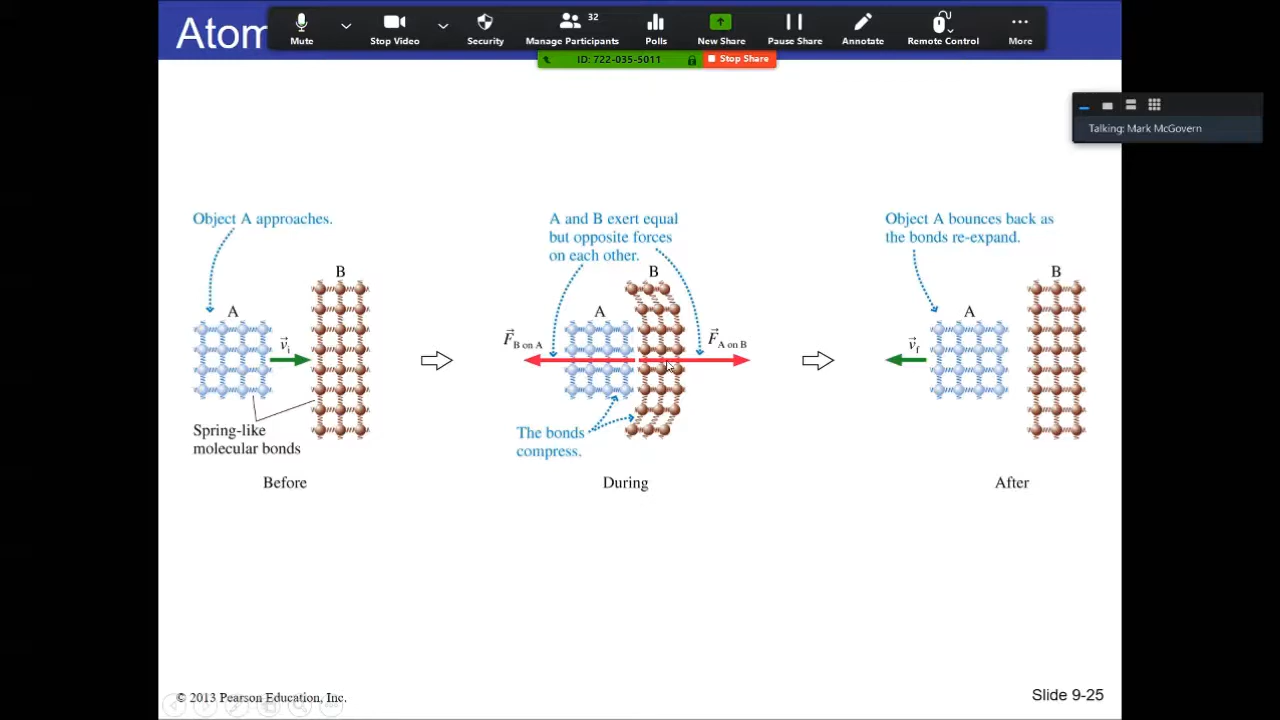 Atom
Mute
Stop Video
Security
32
Manage Participants
Polls
New Share
Pause Share
Annotate
Remote Control
More
ID: 722-035-5011
Stop Share
Talking: Mark McGovern
Object A approaches.
B
A
v⃗i
Spring-like
molecular bonds
Before
A and B exert equal
but opposite forces
on each other.
B
A
F⃗B on A
F⃗A on B
The bonds
compress.
During
Object A bounces back as
the bonds re-expand.
B
A
v⃗f
After
© 2013 Pearson Education, Inc.
Slide 9-25